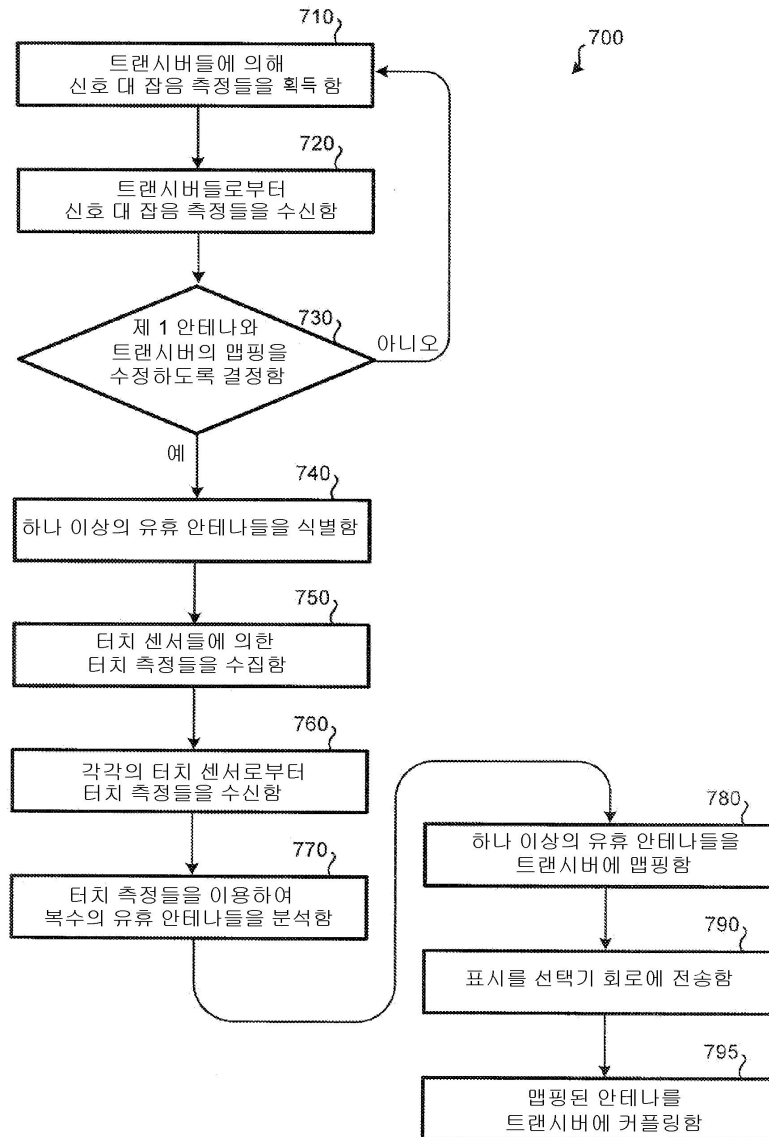 700
710
트랜시버들에 의해
신호 대 잡음 측정들을 획득 함
720
트랜시버들로부터
신호 대 잡음 측정들을 수신함
730
제 1 안테나와
트랜시버의 맵핑을
수정하도록 결정함
아니오
예
740
하나 이상의 유휴 안테나들을 식별함
750
터치 센서들에 의한
터치 측정들을 수집함
760
각각의 터치 센서로부터
터치 측정들을 수신함
770
터치 측정들을 이용하여
복수의 유휴 안테나들을 분석함
780
하나 이상의 유휴 안테나들을
트랜시버에 맵핑함
790
표시를 선택기 회로에 전송함
795
맵핑된 안테나를
트랜시버에 커플링함